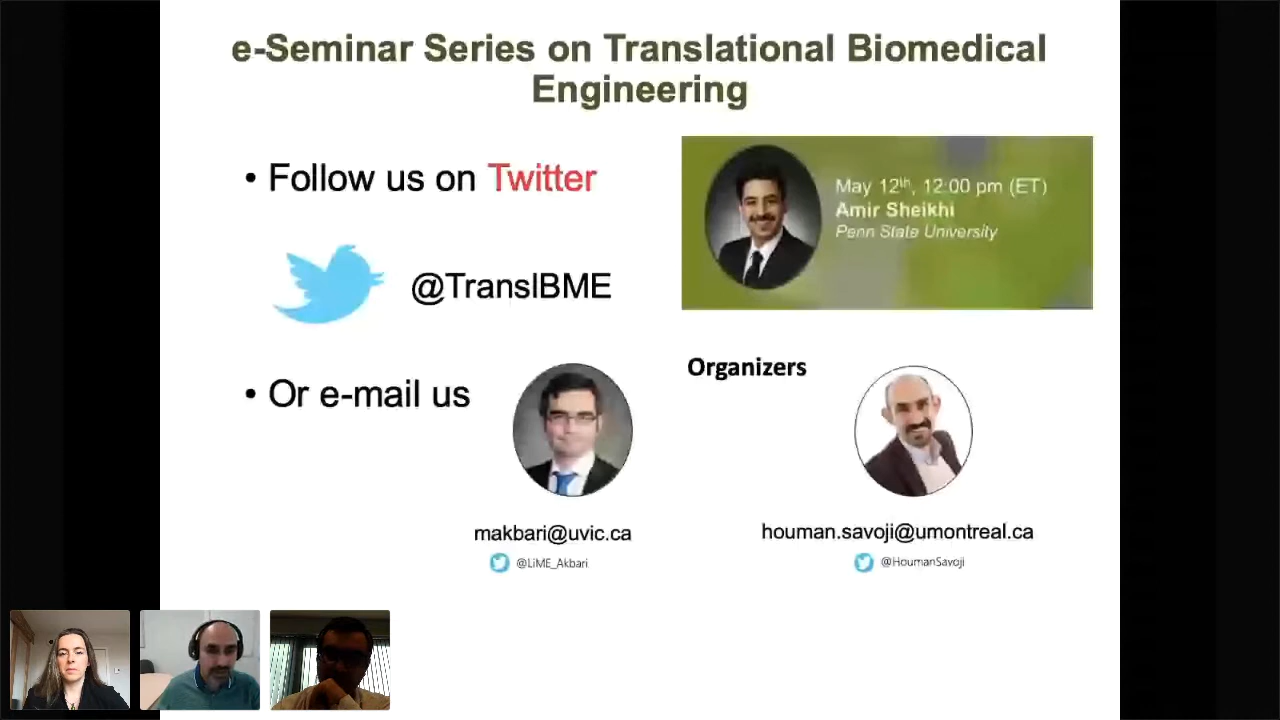 e-Seminar Series on Translational Biomedical
Engineering
• Follow us on Twitter
@TranslBME
May 12th, 12:00 pm (ET)
Amir Sheikhi
Penn State University
• Or e-mail us
Organizers
makbari@uvic.ca
@LiME_Akbari
houman.savoji@umontreal.ca
@HoumanSavoji